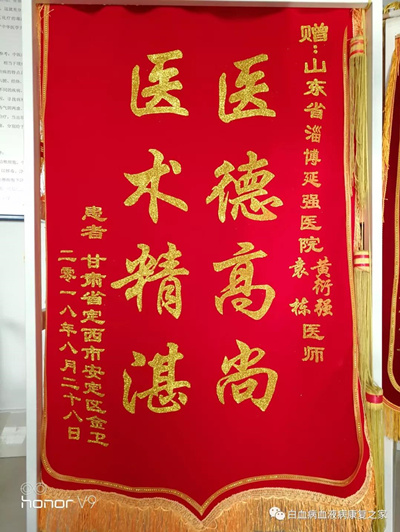 赠：山东省淄博延强医院黄衍强袁栋医师
医德高尚
医术精湛
患者 甘肃省定西市安定区金卫
二零一八年八月二十八日
honor V9
白血病血液病康复之家